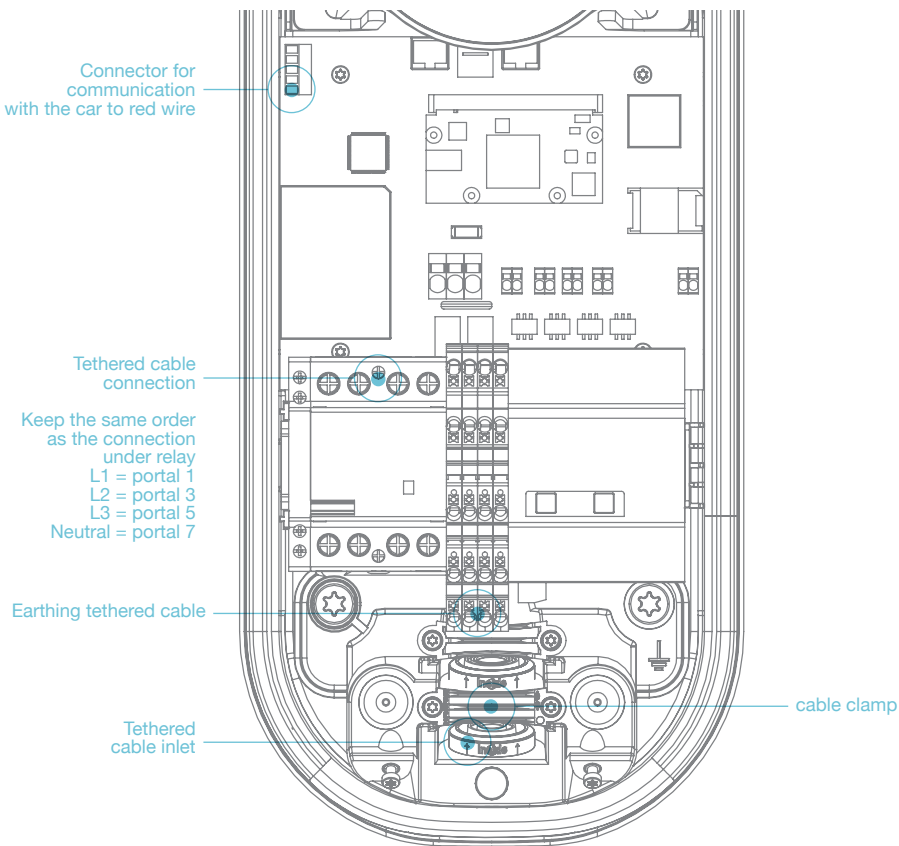 Connector for
communication
with the car to red wire
Tethered cable
connection
Keep the same order
as the connection
under relay
L1 = portal 1
L2 = portal 3
L3 = portal 5
Neutral = portal 7
Earthing tethered cable
cable clamp
Tethered
cable inlet